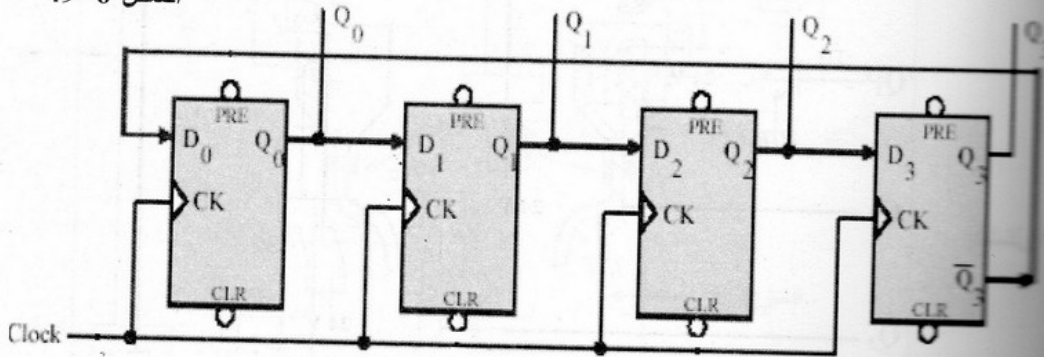 Q0 Q1 Q2 Q
PRE PRE PRE PRE
D0 Q0 D1 Q1 D2 Q2 D3 Q3
CK CK CK CK
Q̅3
CLR CLR CLR CLR
Clock